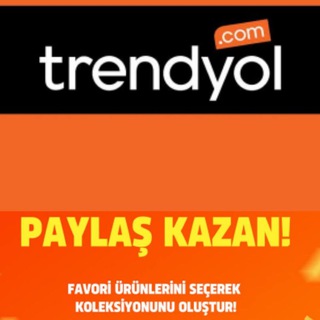 .com
trendyol
PAYLAŞ KAZAN!
FAVORİ ÜRÜNLERİNİ SEÇEREK
KOLEKSİYONUNU OLUŞTUR!